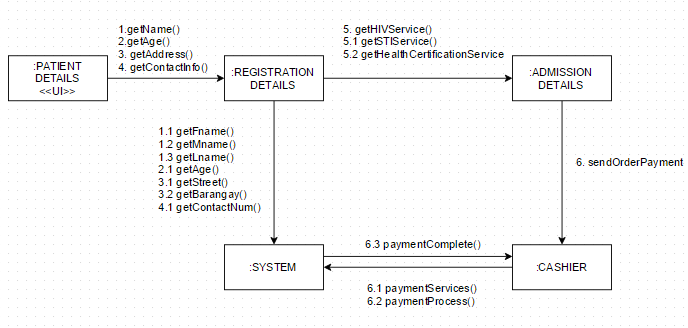 1.getName()
2.getAge()
3. getAddress()
4. getContactInfo()
5. getHIVService()
5.1 getSTIService()
5.2 getHealthCertificationService
:PATIENT
DETAILS
<<UI>>
:REGISTRATION
DETAILS
:ADMISSION
DETAILS
1.1 getFname()
1.2 getMname()
1.3 getLname()
2.1 getAge()
3.1 getStreet()
3.2 getBarangay()
4.1 getContactNum()
6. sendOrderPayment
6.3 paymentComplete()
:SYSTEM
:CASHIER
6.1 paymentServices()
6.2 paymentProcess()